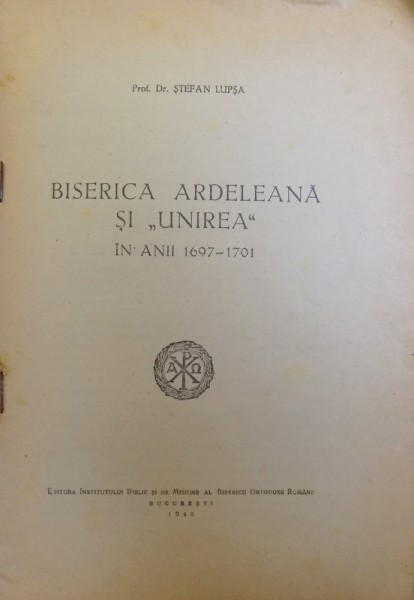 Prof. Dr. ŞTEFAN LUPŞA
BISERICA ARDELEANĂ
ŞI „UNIREA“
ÎN ANII 1697-1701
A P Ω
EDITURA INSTITUTULUI BIBLIC ŞI DE MISIUNE AL BISERICII ORTODOXE ROMÂNE
BUCUREŞTI